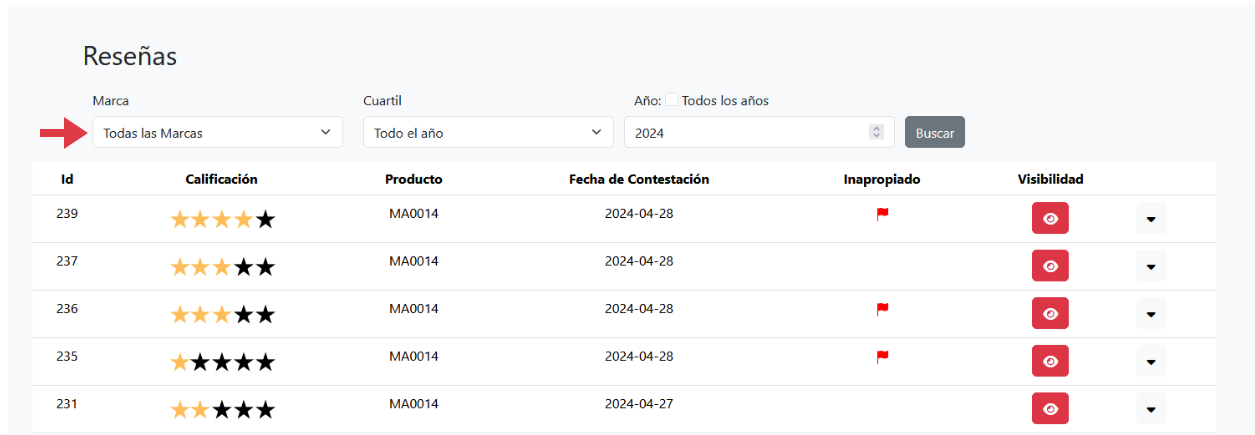 Reseñas
Marca Cuartil Año: Todos los años
Todas las Marcas Todo el año 2024 Buscar
Id Calificación Producto Fecha de Contestación Inapropiado Visibilidad
239 MA0014 2024-04-28
237 MA0014 2024-04-28
236 MA0014 2024-04-28
235 MA0014 2024-04-28
231 MA0014 2024-04-27